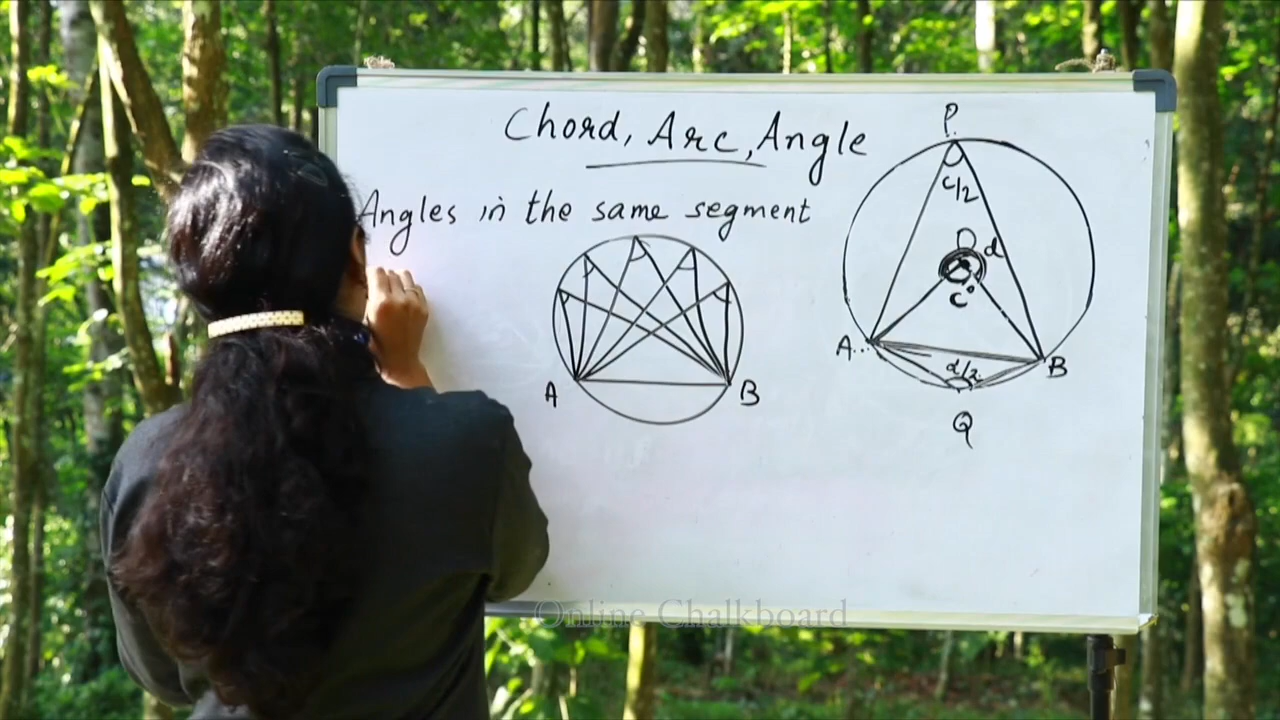 Chord, Arc, Angle
Angles in the same segment
A
B
P
c/2
O
d
c°
A
B
d/2
Q
Online Chalkboard